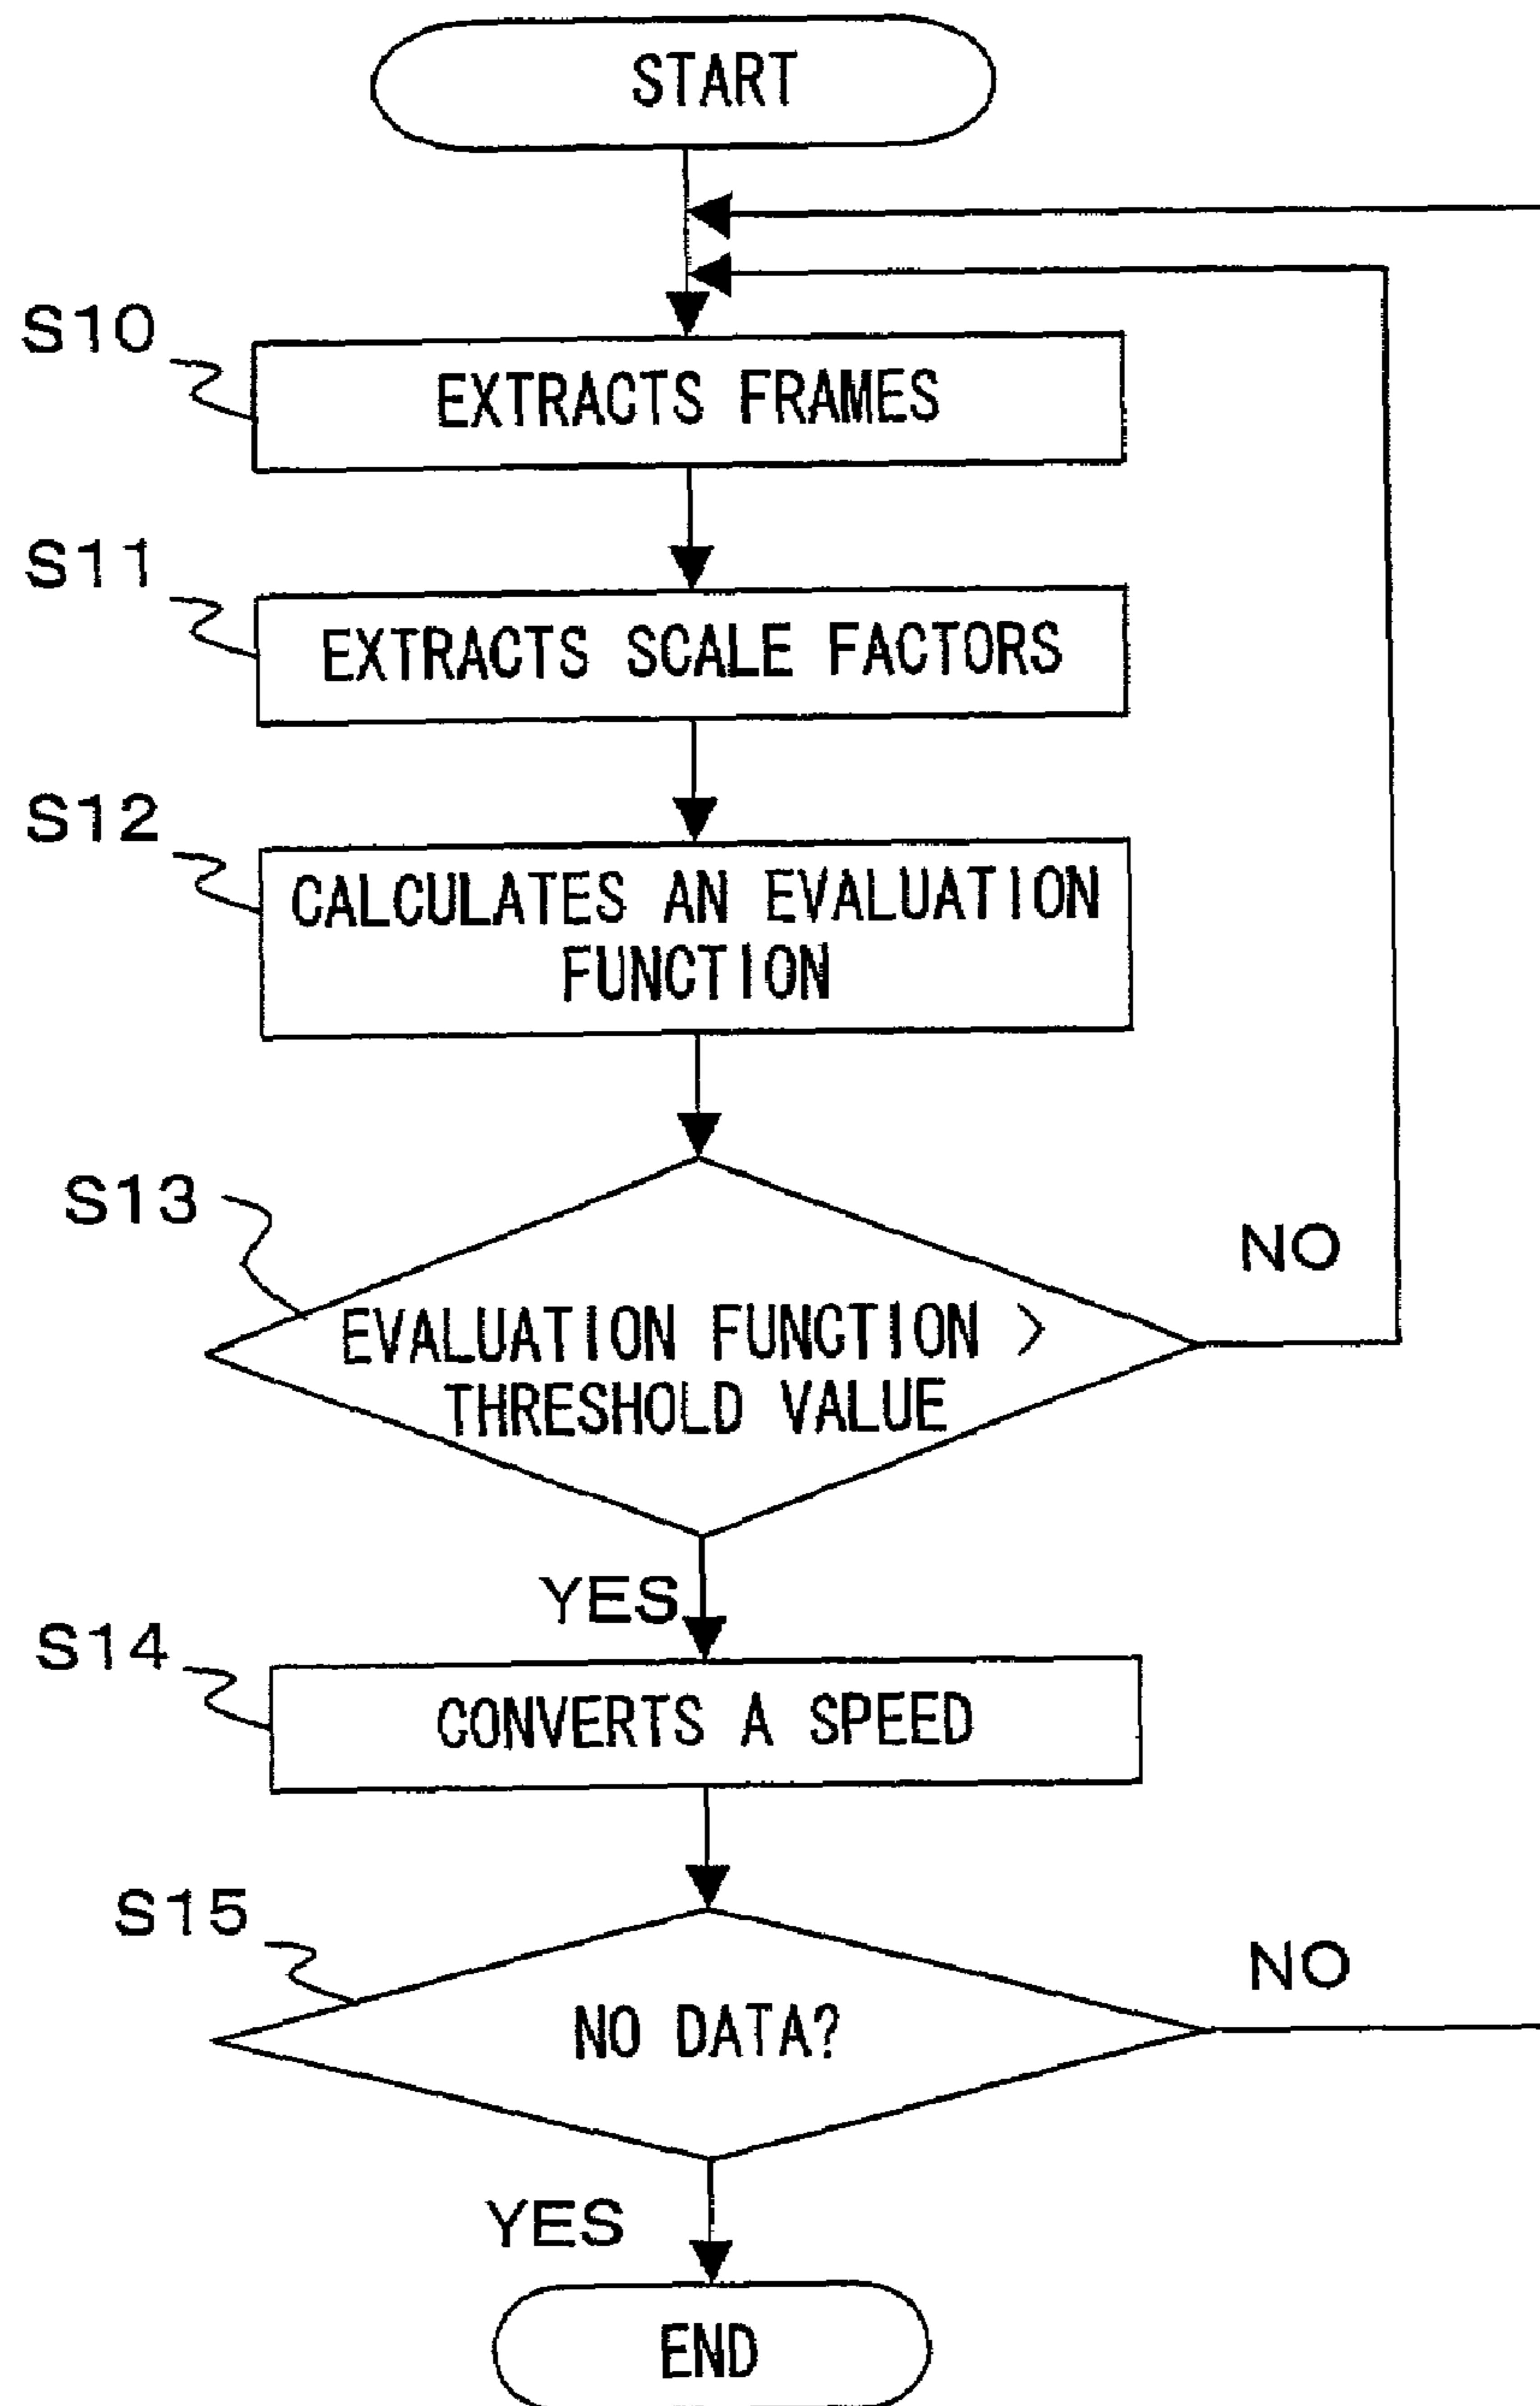 START
S10
EXTRACTS FRAMES
S11
EXTRACTS SCALE FACTORS
S12
CALCULATES AN EVALUATION
FUNCTION
S13
NO
EVALUATION FUNCTION >
THRESHOLD VALUE
YES
S14
CONVERTS A SPEED
S15
NO
NO DATA?
YES
END